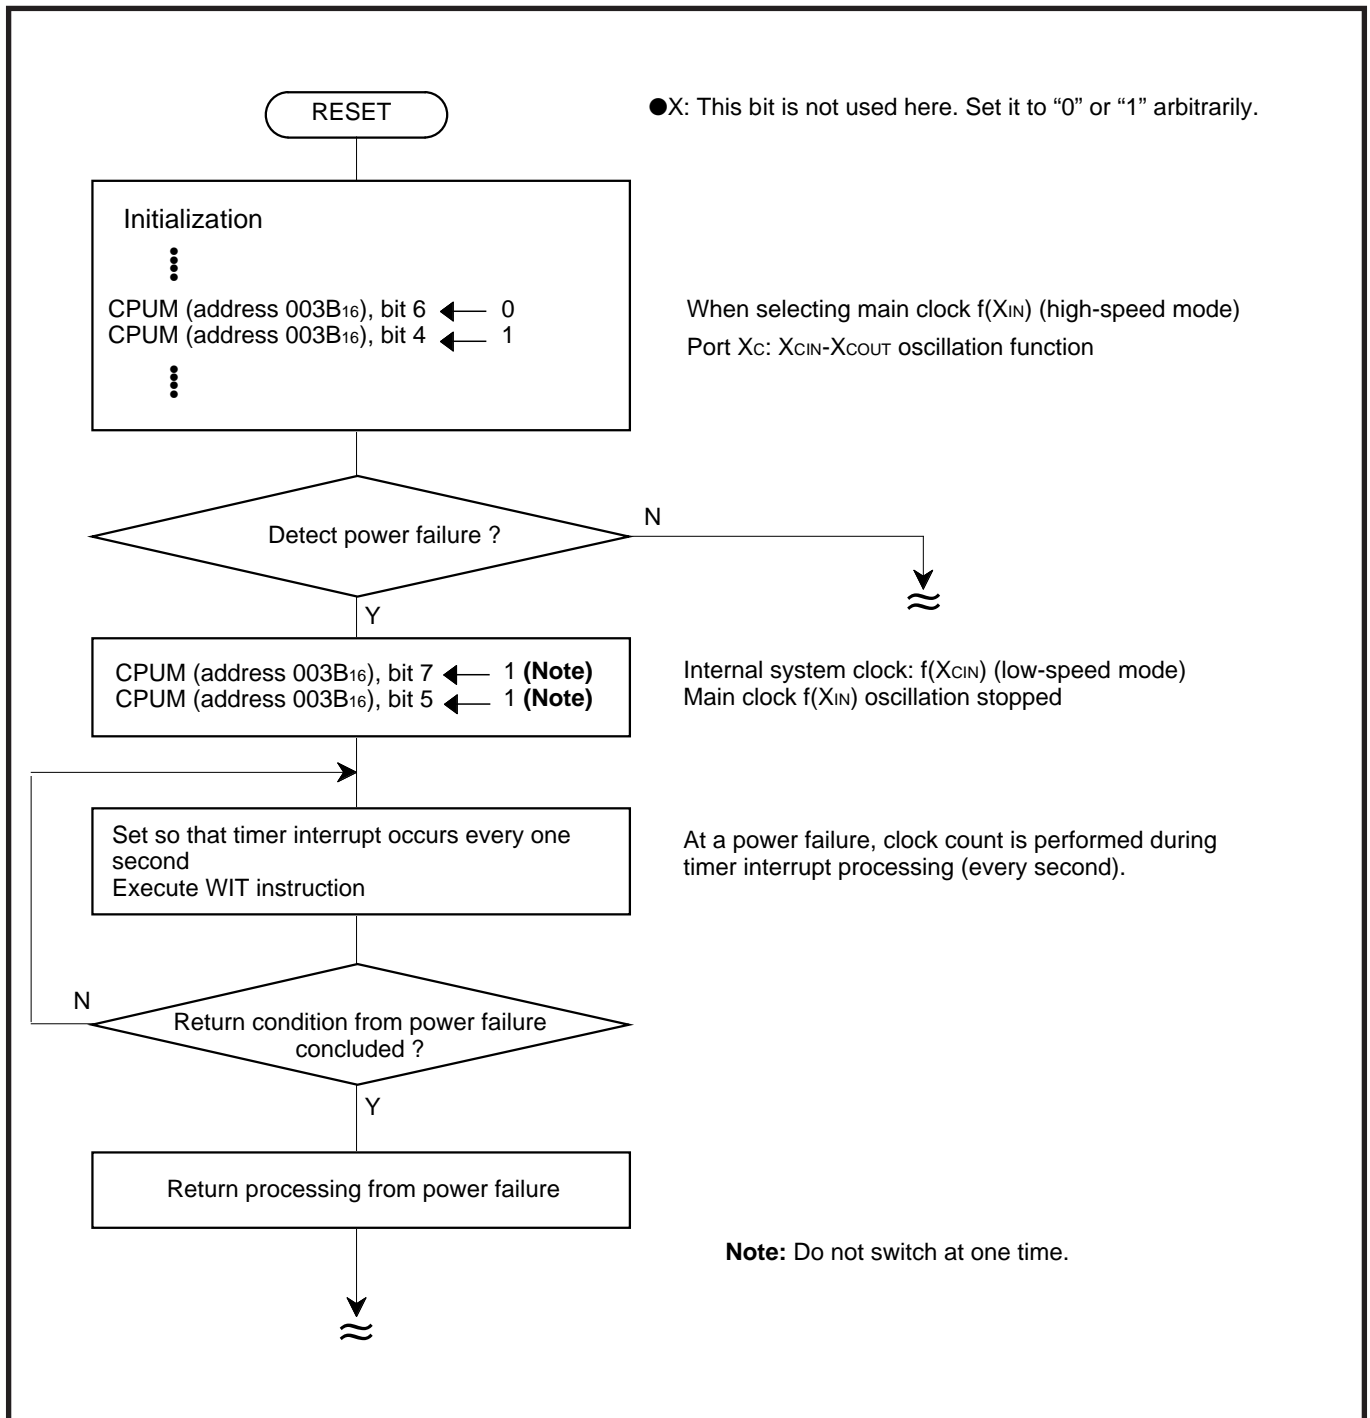 RESET
●X: This bit is not used here. Set it to “0” or “1” arbitrarily.
Initialization
CPUM (address 003B16), bit 6 0
When selecting main clock f(XIN) (high-speed mode)
CPUM (address 003B16), bit 4 1
Port XC: XCIN-XCOUT oscillation function
Detect power failure ?
N
Y
CPUM (address 003B16), bit 7 1 (Note)
Internal system clock: f(XCIN) (low-speed mode)
CPUM (address 003B16), bit 5 1 (Note)
Main clock f(XIN) oscillation stopped
Set so that timer interrupt occurs every one
second
Execute WIT instruction
At a power failure, clock count is performed during
timer interrupt processing (every second).
N
Return condition from power failure
concluded ?
Y
Return processing from power failure
Note: Do not switch at one time.